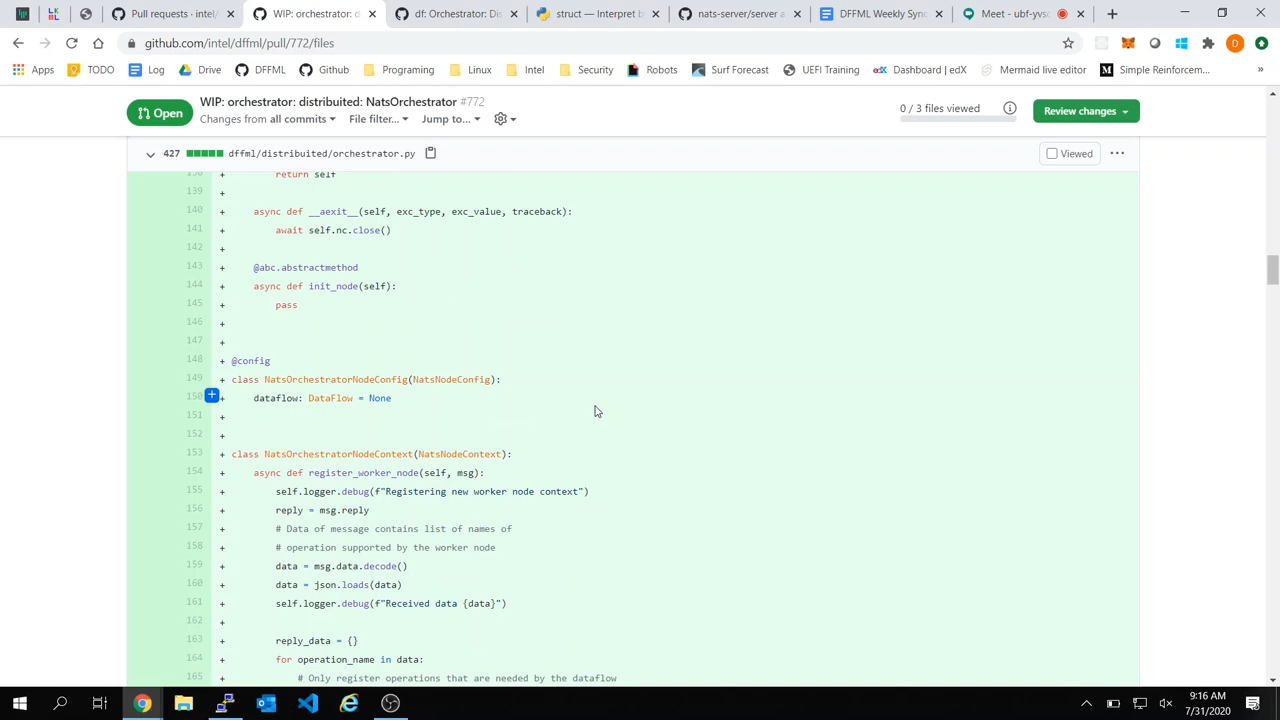 Pull requests · intel/
WIP: orchestrator: d
df: Orchestrator: Dis
struct — Interpret b
nats-server/server a
DFFML Weekly Sync
Meet - ubf-yvs
github.com/intel/dffml/pull/772/files
Apps
TODO
Log
Drive
DFFML
Github
Programing
Linux
Intel
Security
Robots
Surf Forecast
UEFI Training
Dashboard | edX
Mermaid live editor
Simple Reinforcem...
Open
WIP: orchestrator: distribuited: NatsOrchestrator #772
Changes from all commits
File filter...
Jump to...
0 / 3 files viewed
Review changes
427 dffml/distribuited/orchestrator.py
Viewed
138 + return self
139 +
140 + async def __aexit__(self, exc_type, exc_value, traceback):
141 + await self.nc.close()
142 +
143 + @abc.abstractmethod
144 + async def init_node(self):
145 + pass
146 +
147 +
148 + @config
149 + class NatsOrchestratorNodeConfig(NatsNodeConfig):
150 + dataflow: DataFlow = None
151 +
152 +
153 + class NatsOrchestratorNodeContext(NatsNodeContext):
154 + async def register_worker_node(self, msg):
155 + self.logger.debug(f"Registering new worker node context")
156 + reply = msg.reply
157 + # Data of message contains list of names of
158 + # operation supported by the worker node
159 + data = msg.data.decode()
160 + data = json.loads(data)
161 + self.logger.debug(f"Received data {data}")
162 +
163 + reply_data = {}
164 + for operation_name in data:
165 + # Only register operations that are needed by the dataflow
9:16 AM
7/31/2020